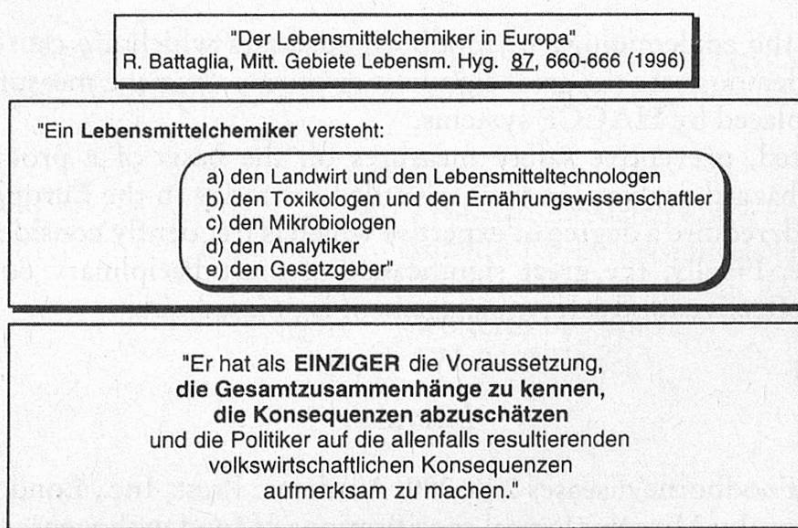 "Der Lebensmittelchemiker in Europa"
R. Battaglia, Mitt. Gebiete Lebensm. Hyg. 87, 660-666 (1996)
"Ein Lebensmittelchemiker versteht:
a) den Landwirt und den Lebensmitteltechnologen
b) den Toxikologen und den Ernährungswissenschaftler
c) den Mikrobiologen
d) den Analytiker
e) den Gesetzgeber"
"Er hat als EINZIGER die Voraussetzung,
die Gesamtzusammenhänge zu kennen,
die Konsequenzen abzuschätzen
und die Politiker auf die allenfalls resultierenden
volkswirtschaftlichen Konsequenzen
aufmerksam zu machen."